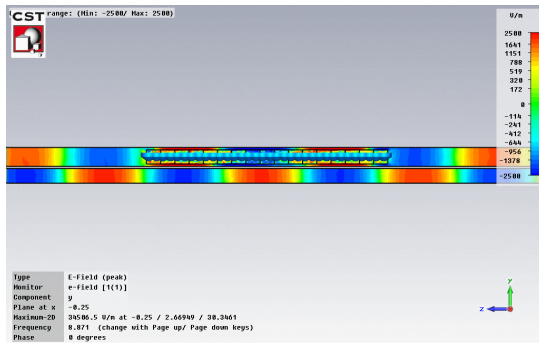 CST
range: (Min: -2500/ Max: 2500)
V/m
2500
1641
1151
788
519
320
172
0
-114
-241
-412
-644
-956
-1378
-2500
Type E-Field (peak)
Monitor e-field [1(1)]
Component y
Plane at x -0.25
Maximum-2D 34506.5 V/m at -0.25 / 2.66949 / 30.3461
Frequency 8.871 (change with Page up/ Page down keys)
Phase 0 degrees
y
z